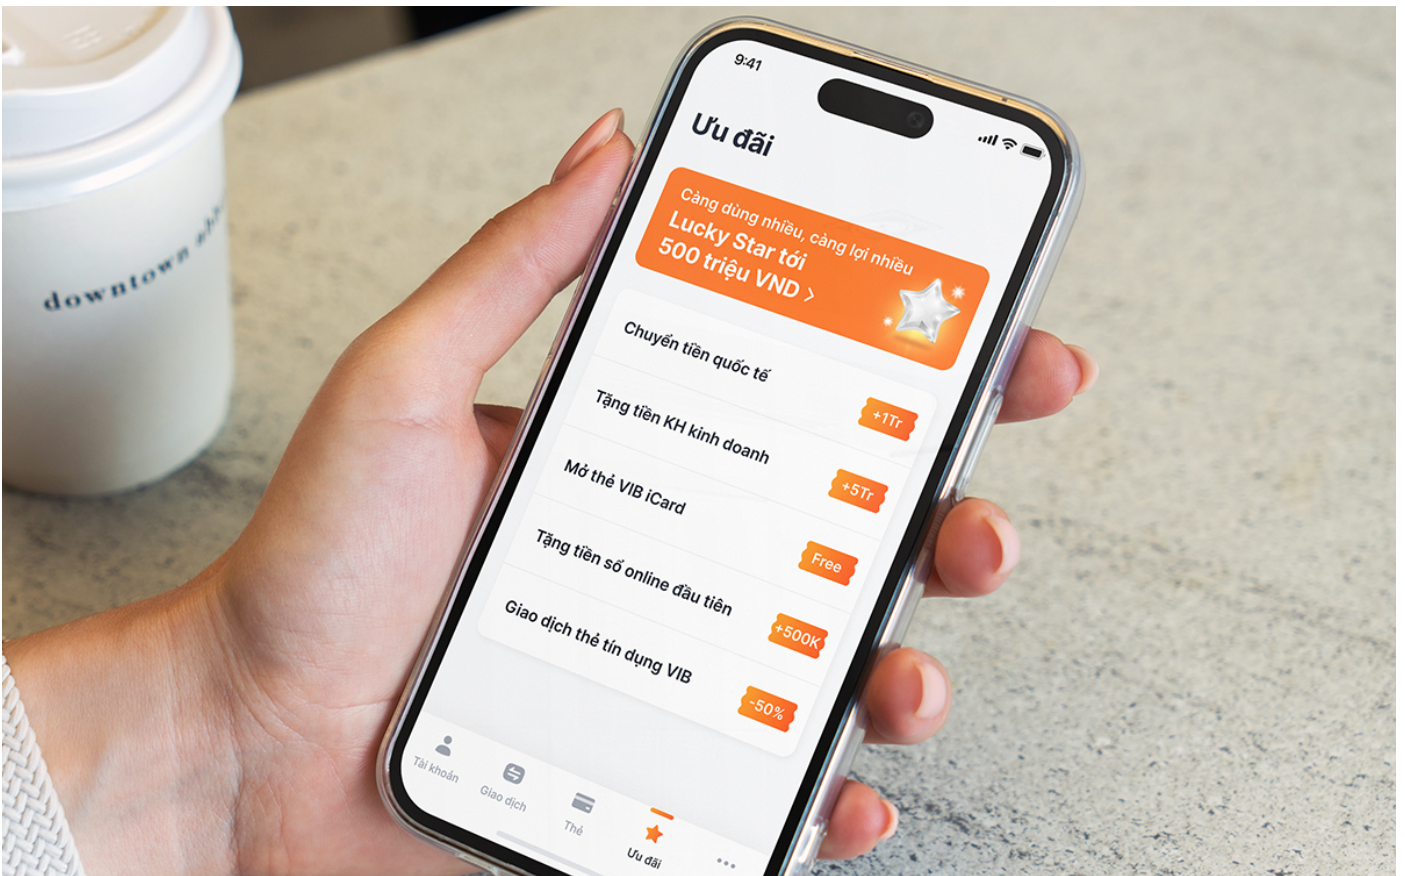 downtown
9:41
Ưu đãi
Càng dùng nhiều, càng lợi nhiều
Lucky Star tới
500 triệu VND >
Chuyển tiền quốc tế
+1Tr
Tặng tiền KH kinh doanh
+5Tr
Mở thẻ VIB iCard
Free
Tặng tiền sổ online đầu tiên
+500K
Giao dịch thẻ tín dụng VIB
-50%
Tài khoản
Giao dịch
Thẻ
Ưu đãi